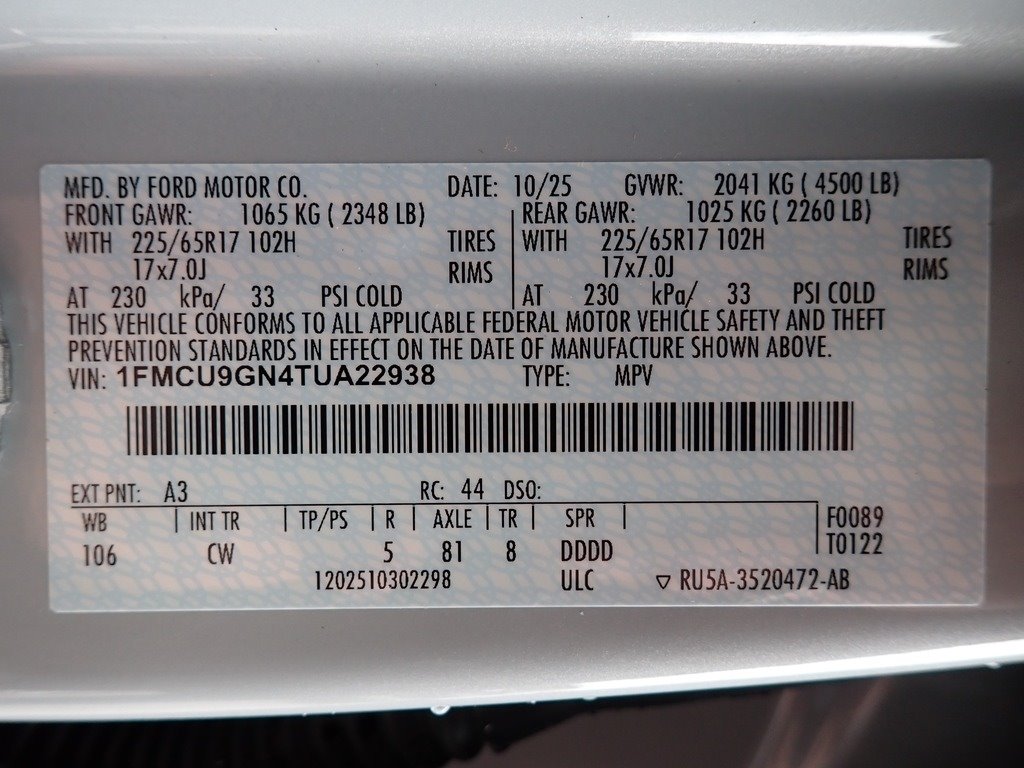 MFD. BY FORD MOTOR CO. DATE: 10/25 GVWR: 2041 KG ( 4500 LB)
FRONT GAWR: 1065 KG ( 2348 LB) REAR GAWR: 1025 KG ( 2260 LB)
WITH 225/65R17 102H TIRES WITH 225/65R17 102H TIRES
17x7.0J RIMS 17x7.0J RIMS
AT 230 kPa/ 33 PSI COLD AT 230 kPa/ 33 PSI COLD
THIS VEHICLE CONFORMS TO ALL APPLICABLE FEDERAL MOTOR VEHICLE SAFETY AND THEFT
PREVENTION STANDARDS IN EFFECT ON THE DATE OF MANUFACTURE SHOWN ABOVE.
VIN: 1FMCU9GN4TUA22938 TYPE: MPV
EXT PNT: A3 RC: 44 DSO:
WB | INT TR | TP/PS | R | AXLE | TR | SPR | F0089
106 CW 5 81 8 DDDD T0122
1202510302298 ULC ▽ RU5A-3520472-AB